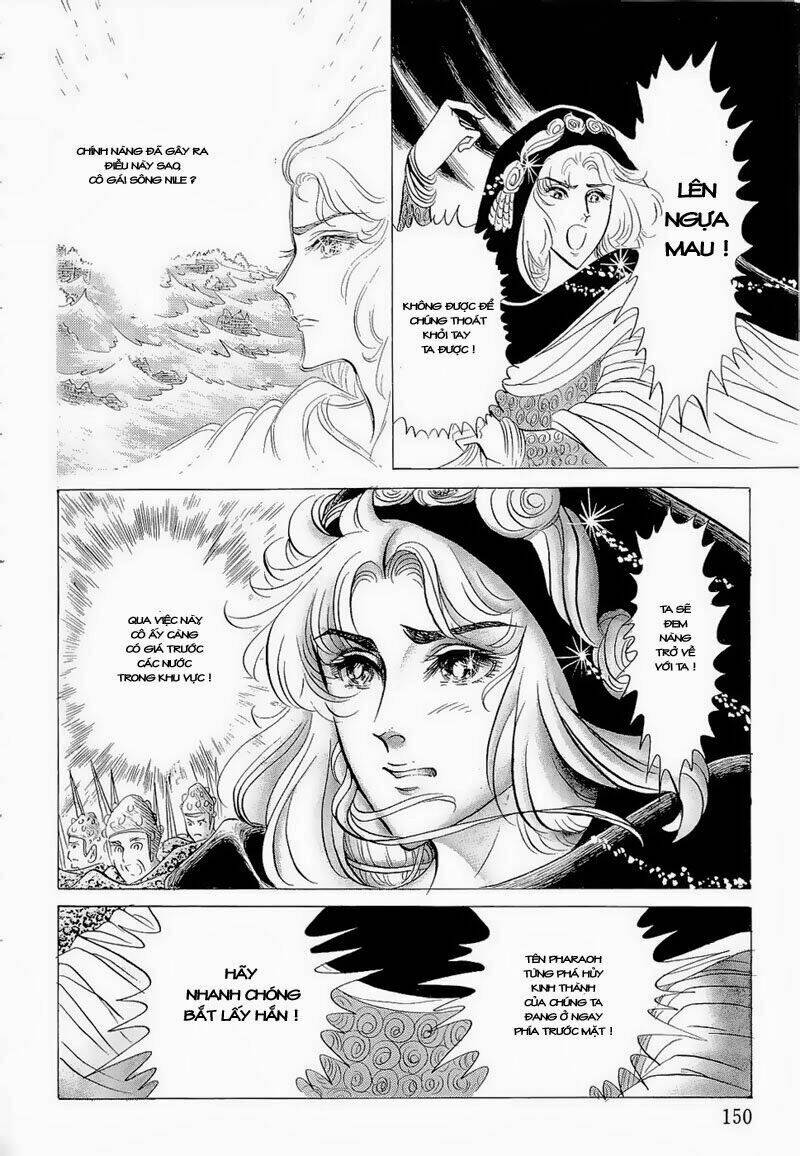 LÊN
NGỰA
MAU !
KHÔNG ĐƯỢC ĐỂ
CHÚNG THOÁT
KHỎI TAY
TA ĐƯỢC !
CHÍNH NÀNG ĐÃ GÂY RA
ĐIỀU NÀY SAO,
CÔ GÁI SÔNG NILE ?
TA SẼ
ĐEM
NÀNG
TRỞ VỀ
VỚI TA !
QUA VIỆC NÀY,
CÔ ẤY CÀNG
CÓ GIÁ TRƯỚC
CÁC NƯỚC
TRONG KHU VỰC !
TÊN PHARAOH
TỪNG PHÁ HỦY
KINH THÀNH
CỦA CHÚNG TA
ĐANG Ở NGAY
PHÍA TRƯỚC MẶT !
HÃY
NHANH CHÓNG
BẮT LẤY HẮN !
150